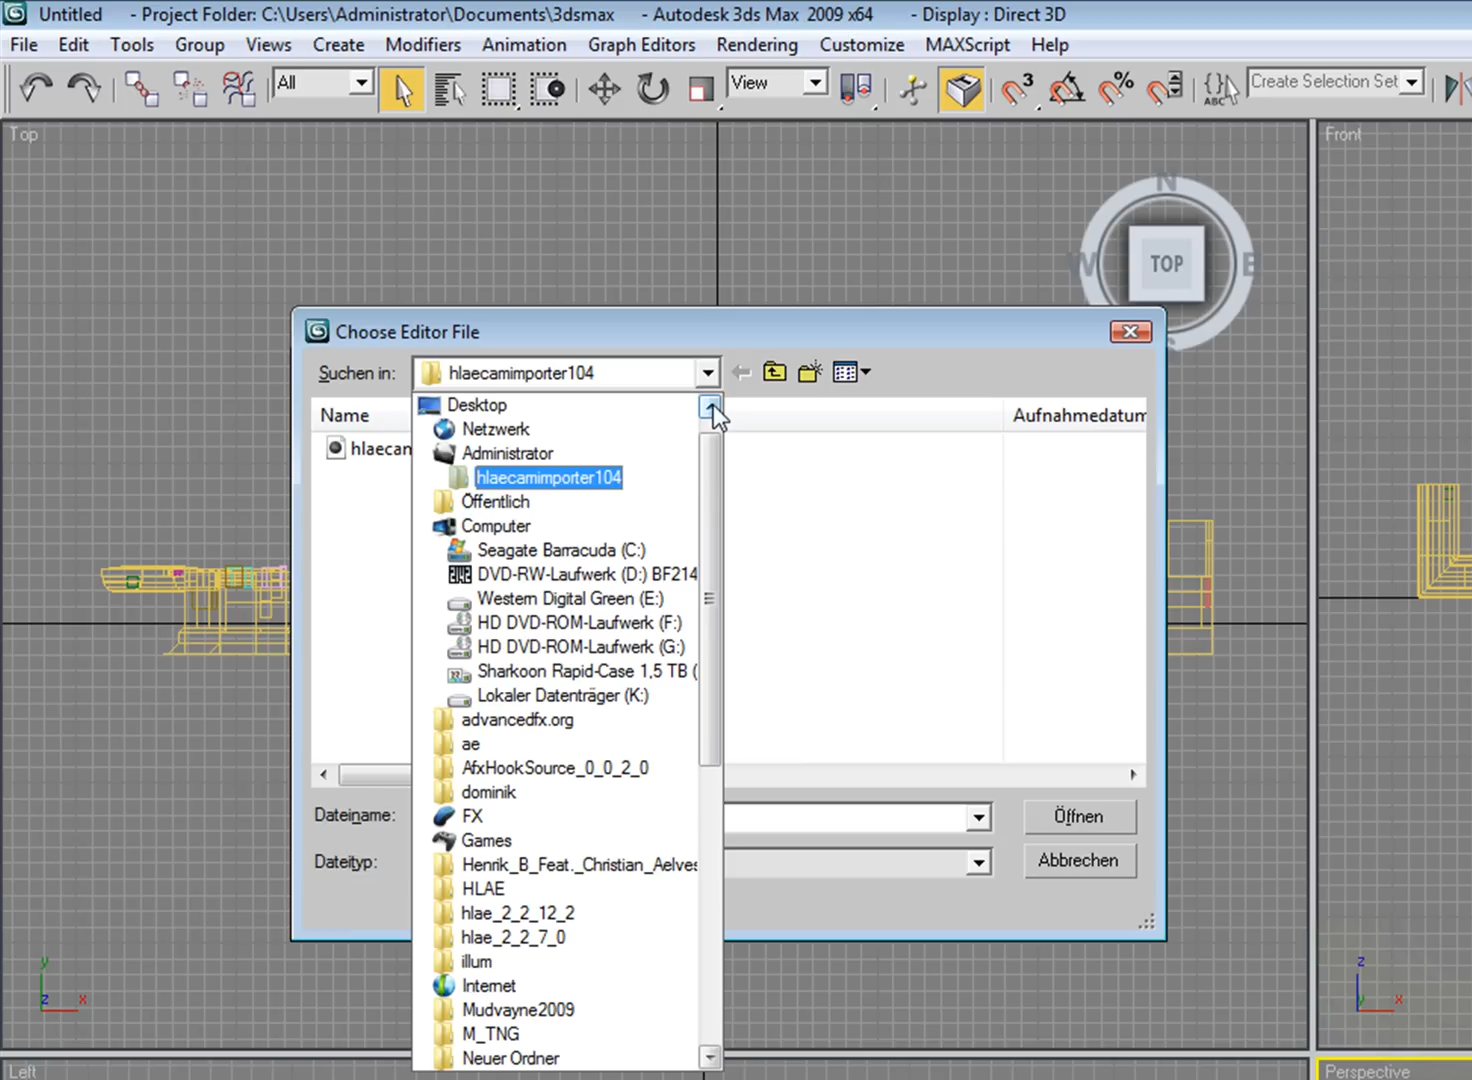 Untitled - Project Folder: C:\Users\Administrator\Documents\3dsmax - Autodesk 3ds Max 2009 x64 - Display : Direct 3D
File Edit Tools Group Views Create Modifiers Animation Graph Editors Rendering Customize MAXScript Help
All View 3 % ABC Create Selection Set
Top Front
N
W TOP E
Choose Editor File
Suchen in: hlaecamimporter104
Name Aufnahmedatum
hlaecam
Desktop
Netzwerk
Administrator
hlaecamimporter104
Öffentlich
Computer
Seagate Barracuda (C:)
DVD-RW-Laufwerk (D:) BF214
Western Digital Green (E:)
HD DVD-ROM-Laufwerk (F:)
HD DVD-ROM-Laufwerk (G:)
Sharkoon Rapid-Case 1,5 TB (
Lokaler Datenträger (K:)
advancedfx.org
ae
AfxHookSource_0_0_2_0
dominik
FX
Games
Henrik_B_Feat._Christian_Aelves
HLAE
hlae_2_2_12_2
hlae_2_2_7_0
illum
Internet
Mudvayne2009
M_TNG
Neuer Ordner
Dateiname: Öffnen
Dateityp: Abbrechen
y
z x
z
y x
Left Perspective